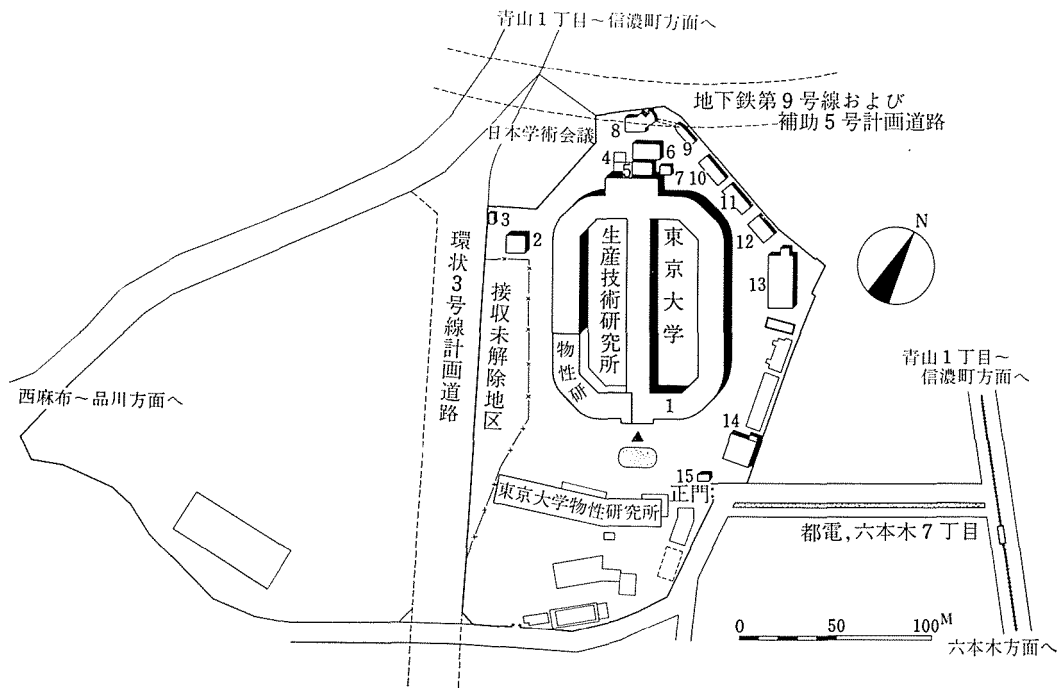 青山1丁目~信濃町方面へ
地下鉄第9号線および
補助5号計画道路
日本学術会議
8
9
4
6
5
7
10
11
3
2
12
N
環状3号線計画道路
接収未解除地区
生産技術研究所
東京大学
13
物性研
青山1丁目~
信濃町方面へ
西麻布~品川方面へ
1
14
15
正門
東京大学物性研究所
都電,六本木7丁目
0 50 100M
六本木方面へ